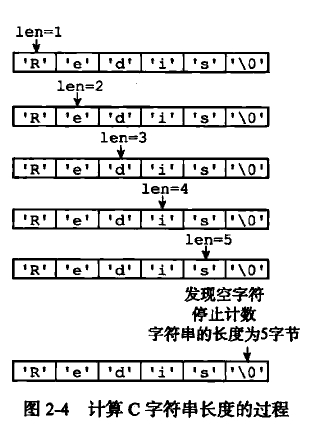 len=1
'R' 'e' 'd' 'i' 's' '\0'
len=2
'R' 'e' 'd' 'i' 's' '\0'
len=3
'R' 'e' 'd' 'i' 's' '\0'
len=4
'R' 'e' 'd' 'i' 's' '\0'
len=5
'R' 'e' 'd' 'i' 's' '\0'
发现空字符
停止计数
字符串的长度为5字节
'R' 'e' 'd' 'i' 's' '\0'
图 2-4 计算 C 字符串长度的过程